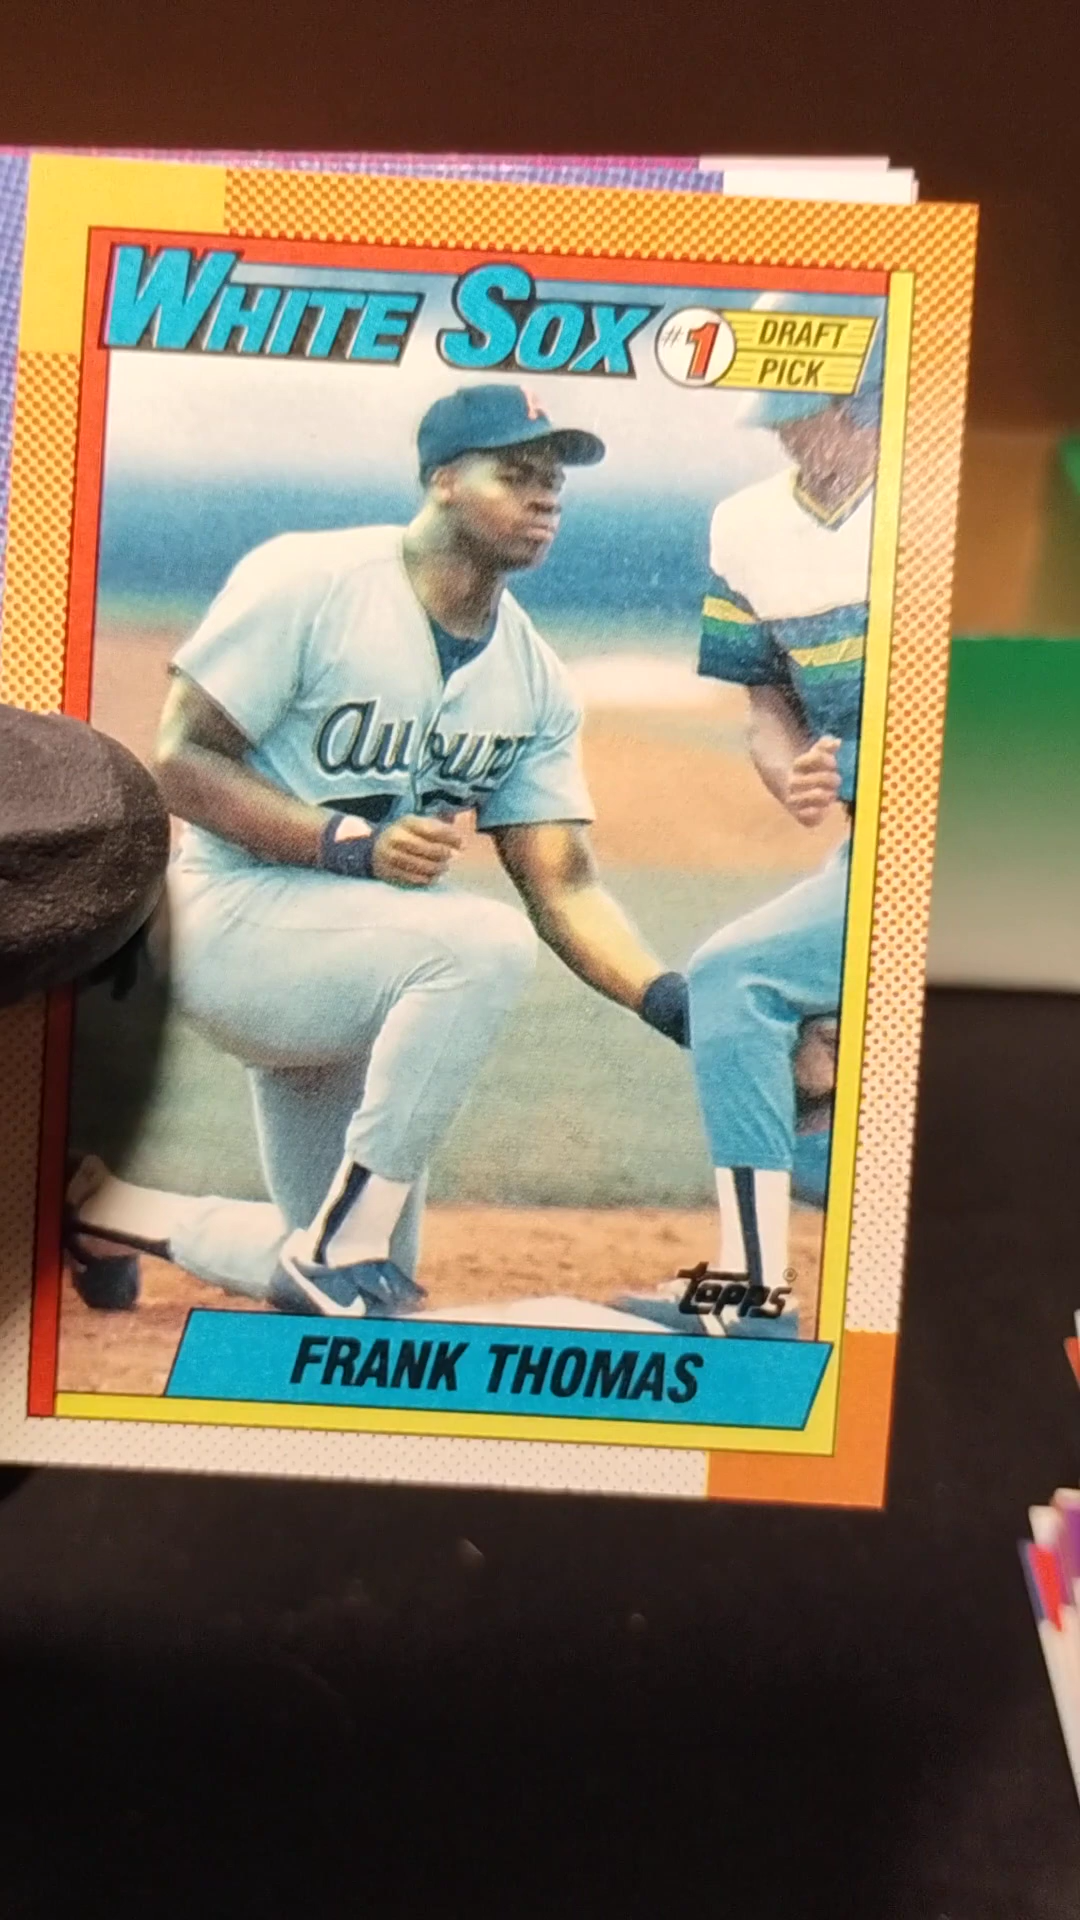 WHITE SOX
#1 DRAFT
PICK
A
Auburn
topps®
FRANK THOMAS